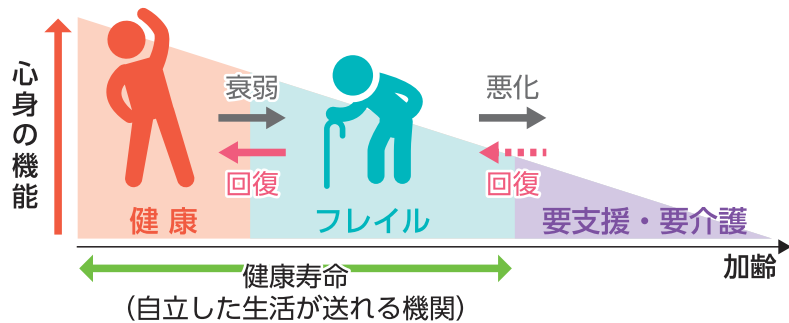 心身の機能
衰弱
悪化
回復
回復
健康
フレイル
要支援・要介護
加齢
健康寿命
（自立した生活が送れる機関）